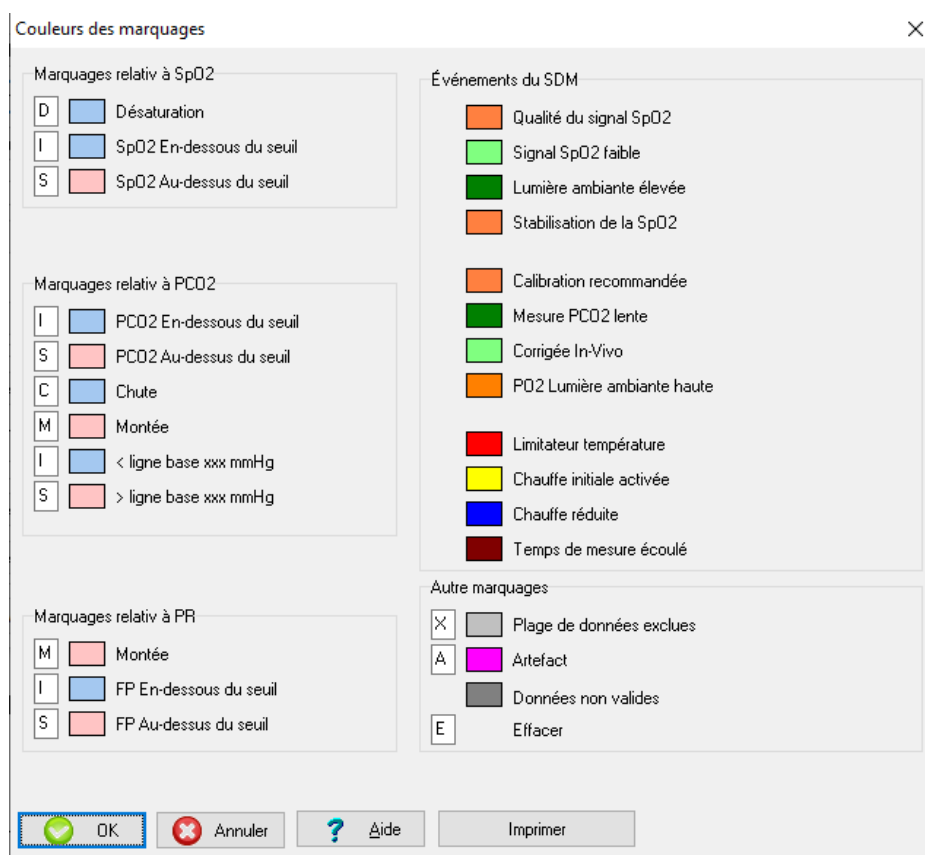 Couleurs des marquages
Marquages relativ à SpO2
D Désaturation
I SpO2 En-dessous du seuil
S SpO2 Au-dessus du seuil
Marquages relativ à PCO2
I PCO2 En-dessous du seuil
S PCO2 Au-dessus du seuil
C Chute
M Montée
I < ligne base xxx mmHg
S > ligne base xxx mmHg
Marquages relativ à PR
M Montée
I FP En-dessous du seuil
S FP Au-dessus du seuil
Événements du SDM
Qualité du signal SpO2
Signal SpO2 faible
Lumière ambiante élevée
Stabilisation de la SpO2
Calibration recommandée
Mesure PCO2 lente
Corrigée In-Vivo
PO2 Lumière ambiante haute
Limitateur température
Chauffe initiale activée
Chauffe réduite
Temps de mesure écoulé
Autre marquages
X Plage de données exclues
A Artefact
Données non valides
E Effacer
OK Annuler ? Aide Imprimer